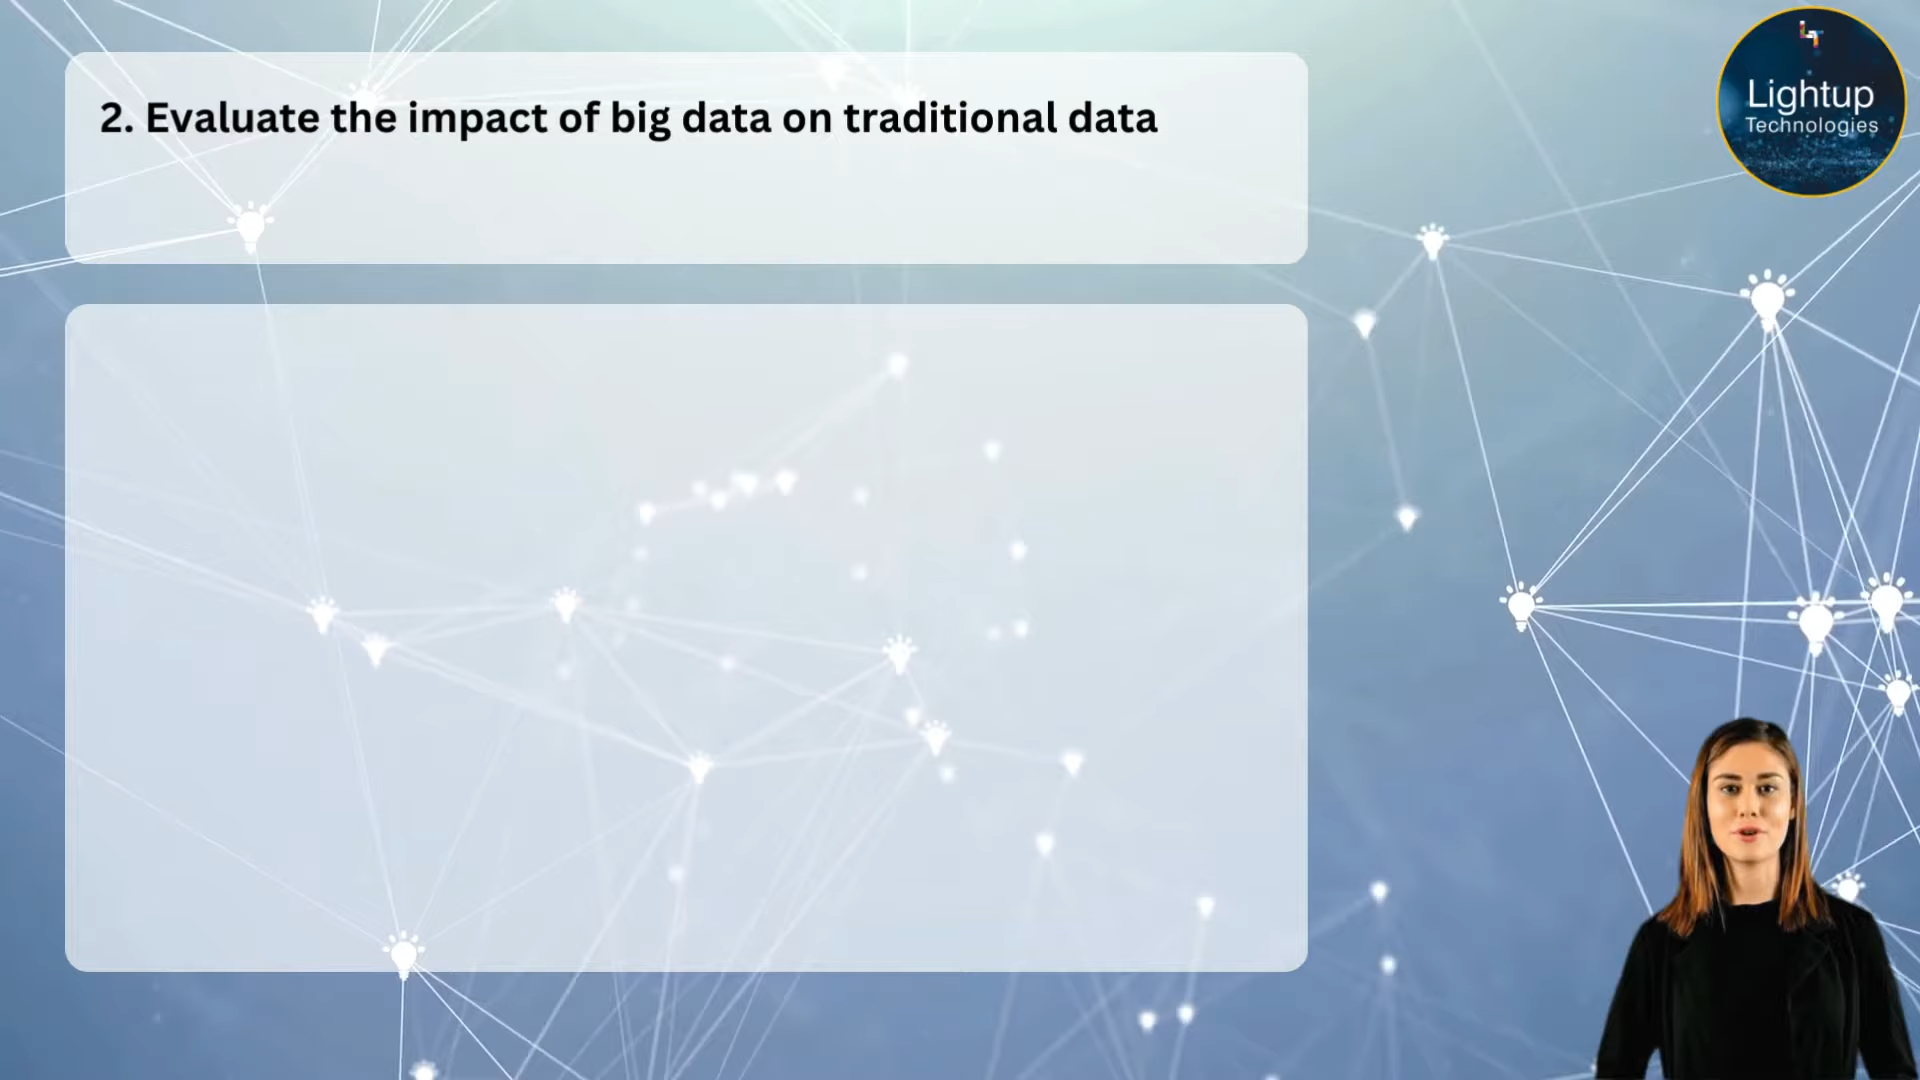 2. Evaluate the impact of big data on traditional data
Lightup
Technologies